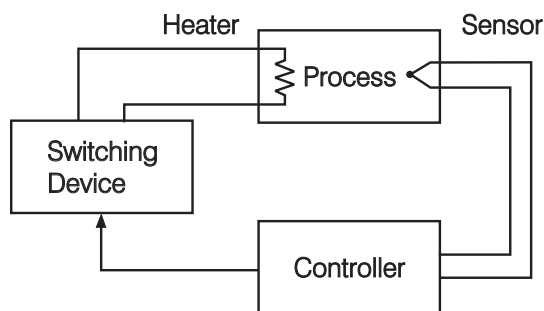 Heater
Sensor
Process
Switching
Device
Controller